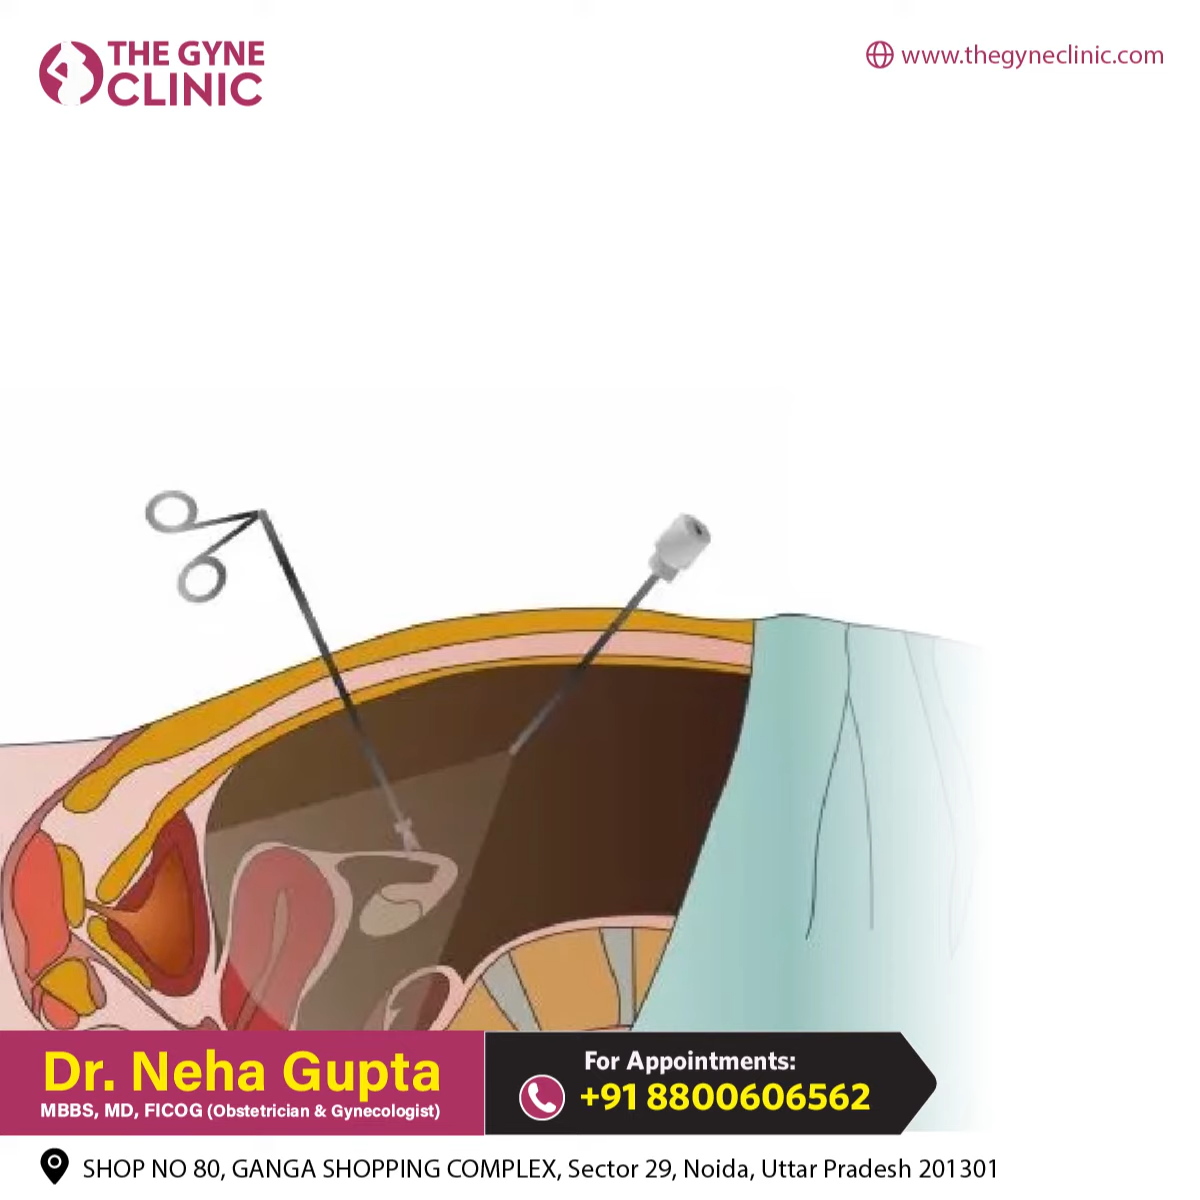 THE GYNE
CLINIC
www.thegyneclinic.com
Dr. Neha Gupta
MBBS, MD, FICOG (Obstetrician & Gynecologist)
For Appointments:
+91 8800606562
SHOP NO 80, GANGA SHOPPING COMPLEX, Sector 29, Noida, Uttar Pradesh 201301